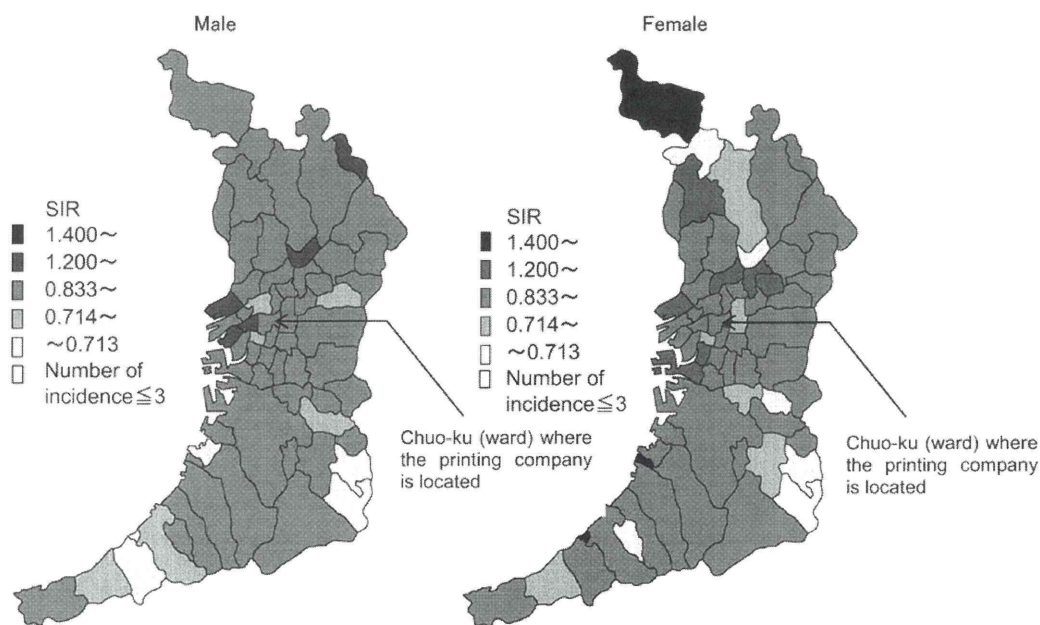 Male
SIR
1.400～
1.200～
0.833～
0.714～
～0.713
Number of
incidence≦3
Chuo-ku (ward) where
the printing company
is located
Female
SIR
1.400～
1.200～
0.833～
0.714～
～0.713
Number of
incidence≦3
Chuo-ku (ward) where
the printing company
is located